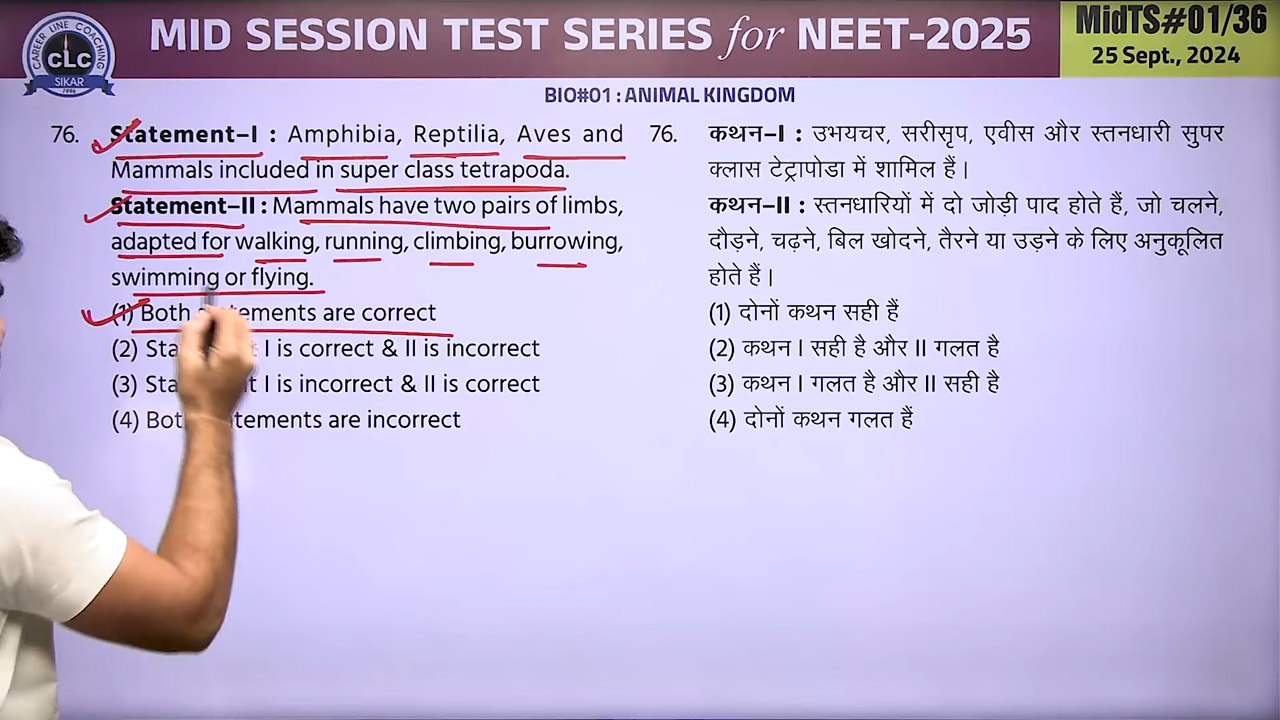 CAREER LINE COACHING
CLC
SIKAR
1996
MID SESSION TEST SERIES for NEET-2025
MidTS#01/36
25 Sept., 2024
BIO#01 : ANIMAL KINGDOM
76. Statement–I : Amphibia, Reptilia, Aves and
Mammals included in super class tetrapoda.
Statement–II : Mammals have two pairs of limbs,
adapted for walking, running, climbing, burrowing,
swimming or flying.
(1) Both statements are correct
(2) I is correct & II is incorrect
(3) I is incorrect & II is correct
(4) are incorrect
76. कथन–I : उभयचर, सरीसृप, एवीस और स्तनधारी सुपर
क्लास टेट्रापोडा में शामिल हैं।
कथन–II : स्तनधारियों में दो जोड़ी पाद होते हैं, जो चलने,
दौड़ने, चढ़ने, बिल खोदने, तैरने या उड़ने के लिए अनुकूलित
होते हैं।
(1) दोनों कथन सही हैं
(2) कथन I सही है और II गलत है
(3) कथन I गलत है और II सही है
(4) दोनों कथन गलत हैं